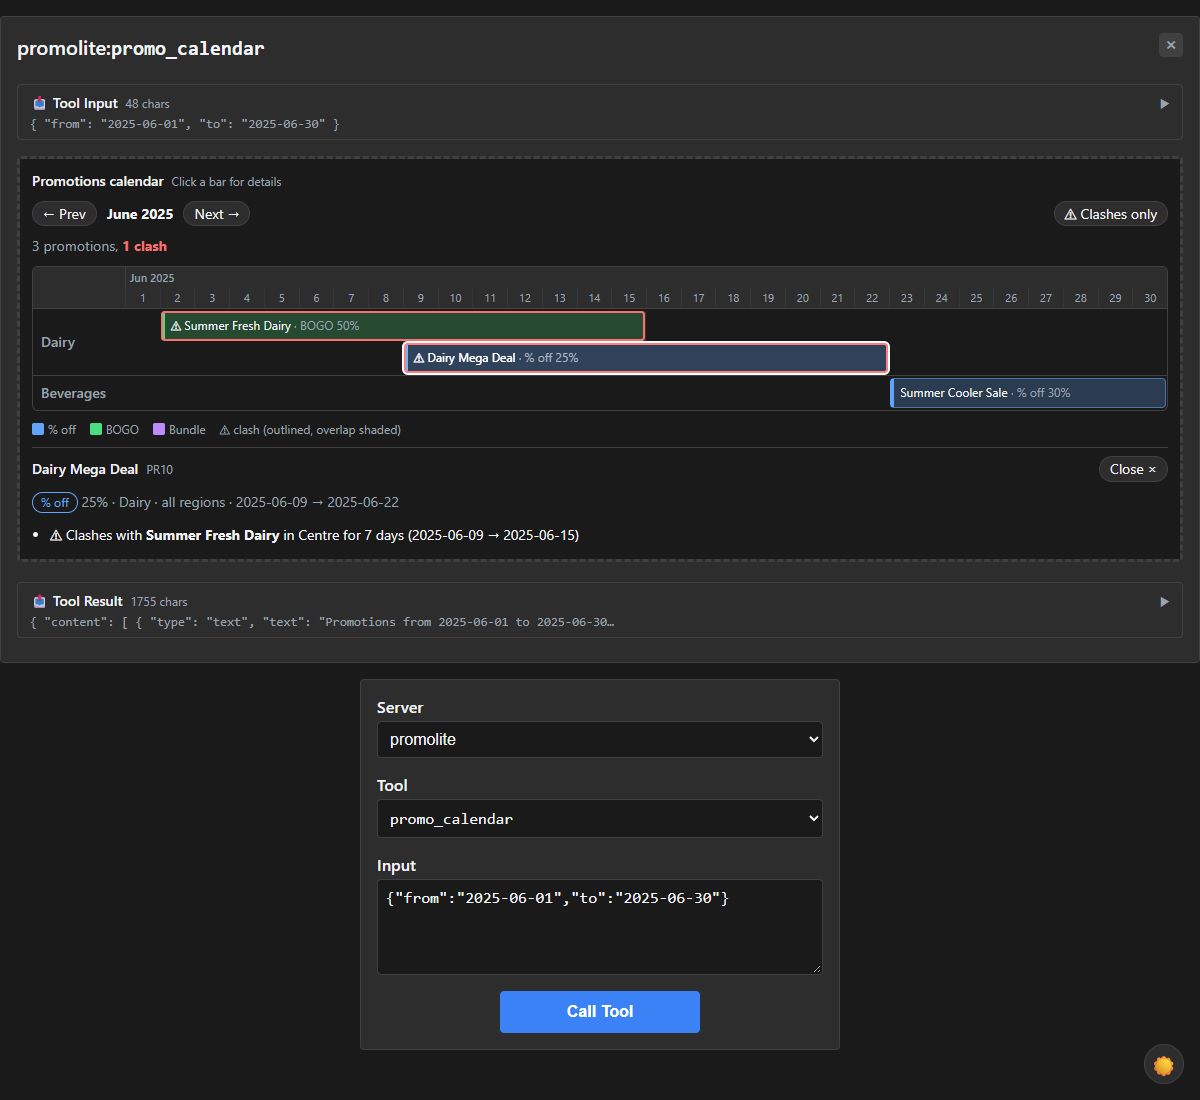 promolite:promo_calendar
×
📥 Tool Input 48 chars
▶
{ "from": "2025-06-01", "to": "2025-06-30" }
Promotions calendar Click a bar for details
← Prev June 2025 Next →
⚠ Clashes only
3 promotions, 1 clash
Jun 2025
1 2 3 4 5 6 7 8 9 10 11 12 13 14 15 16 17 18 19 20 21 22 23 24 25 26 27 28 29 30
Dairy
⚠ Summer Fresh Dairy · BOGO 50%
⚠ Dairy Mega Deal · % off 25%
Beverages
Summer Cooler Sale · % off 30%
% off BOGO Bundle ⚠ clash (outlined, overlap shaded)
Dairy Mega Deal PR10
Close ×
% off 25% · Dairy · all regions · 2025-06-09 → 2025-06-22
• ⚠ Clashes with Summer Fresh Dairy in Centre for 7 days (2025-06-09 → 2025-06-15)
📤 Tool Result 1755 chars
▶
{ "content": [ { "type": "text", "text": "Promotions from 2025-06-01 to 2025-06-30…
Server
promolite
Tool
promo_calendar
Input
{"from":"2025-06-01","to":"2025-06-30"}
Call Tool